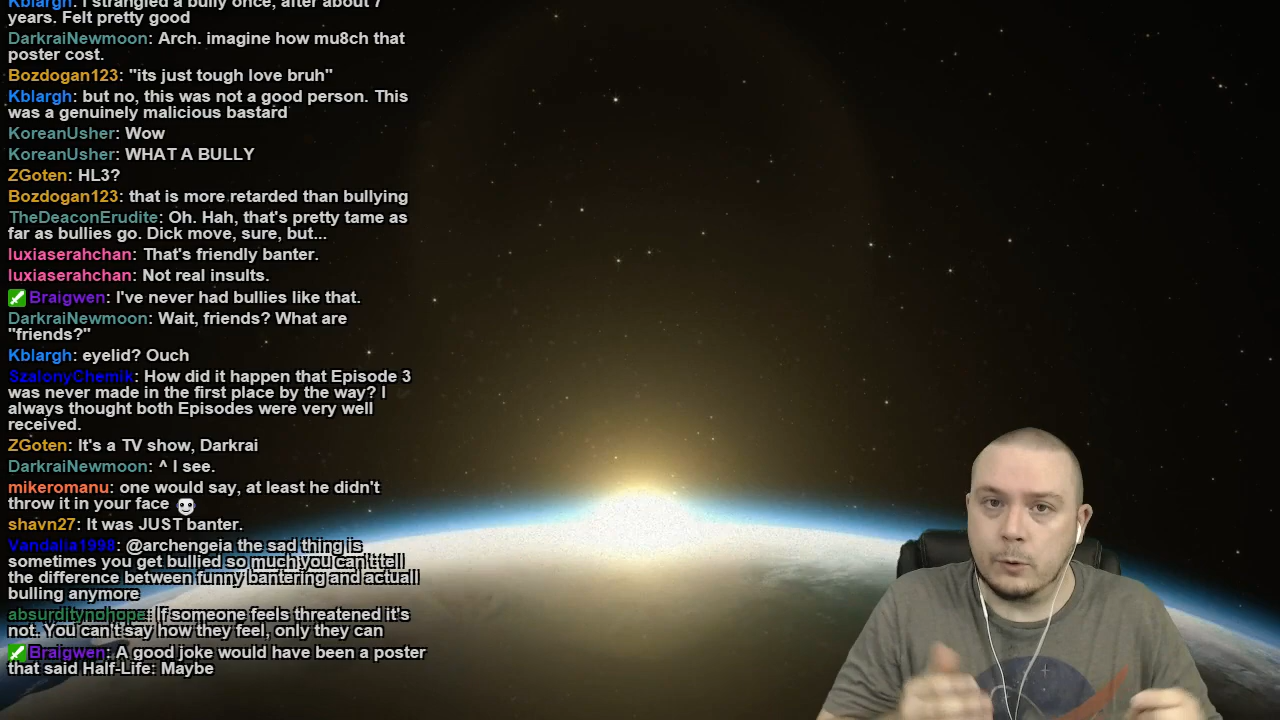 Kblargh: I strangled a bully once, after about 7
years. Felt pretty good
DarkraiNewmoon: Arch. imagine how mu8ch that
poster cost.
Bozdogan123: "its just tough love bruh"
Kblargh: but no, this was not a good person. This
was a genuinely malicious bastard
KoreanUsher: Wow
KoreanUsher: WHAT A BULLY
ZGoten: HL3?
Bozdogan123: that is more retarded than bullying
TheDeaconErudite: Oh. Hah, that's pretty tame as
far as bullies go. Dick move, sure, but...
luxiaserahchan: That's friendly banter.
luxiaserahchan: Not real insults.
Braigwen: I've never had bullies like that.
DarkraiNewmoon: Wait, friends? What are
"friends?"
Kblargh: eyelid? Ouch
SzalonyChemik: How did it happen that Episode 3
was never made in the first place by the way? I
always thought both Episodes were very well
received.
ZGoten: It's a TV show, Darkrai
DarkraiNewmoon: ^ I see.
mikeromanu: one would say, at least he didn't
throw it in your face
shavn27: It was JUST banter.
Vandalia1998: @archengeia the sad thing is
sometimes you get bullied so much you can't tell
the difference between funny bantering and actuall
bulling anymore
absurditynohope: If someone feels threatened it's
not. You can't say how they feel, only they can
Braigwen: A good joke would have been a poster
that said Half-Life: Maybe